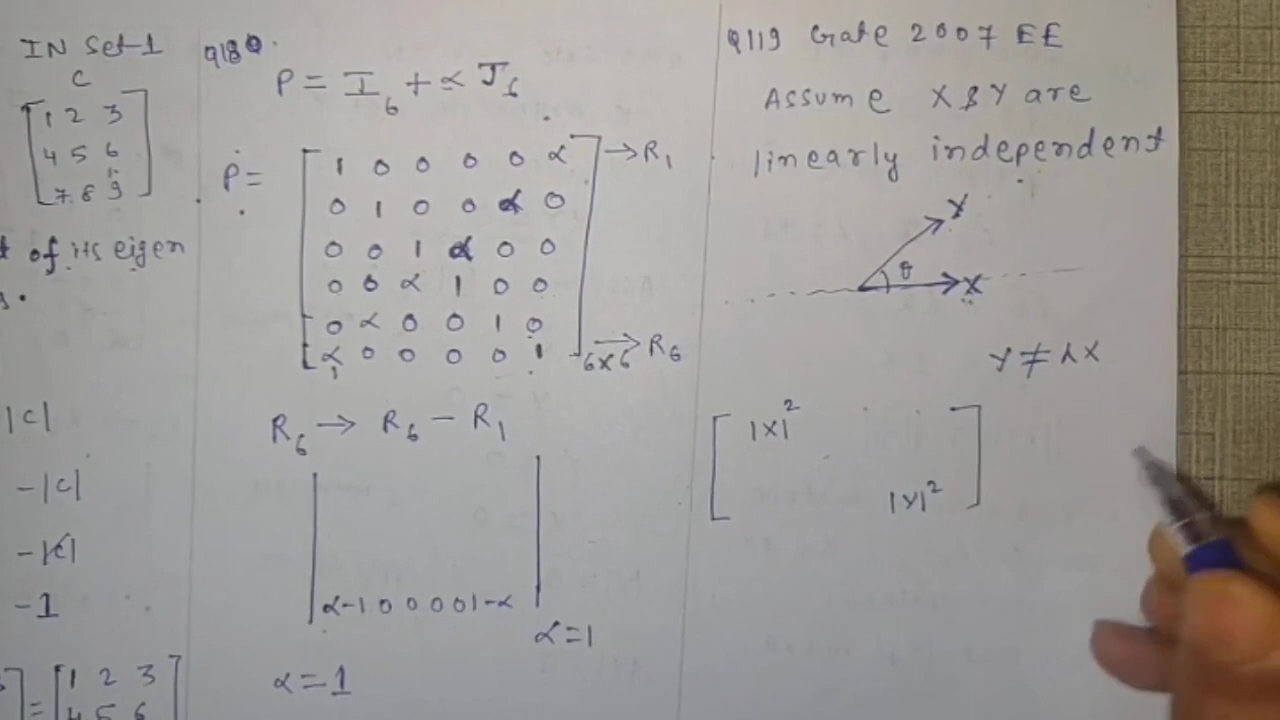 IN Set-1
C
1 2 3
4 5 6
7 8 9
of its eigen
|C|
-|C|
-|C|
-1
= 1 2 3
4 5 6
Q180.
P = I6 + α J6
P =
1 0 0 0 0 α → R1
0 1 0 0 α 0
0 0 1 α 0 0
0 0 α 1 0 0
0 α 0 0 1 0
α 0 0 0 0 1 6×6 → R6
R6 → R6 - R1
α-1 0 0 0 0 1-α
α=1
α=1
Q119 Gate 2007 EE
Assume X & Y are
linearly independent
Y
θ
X
Y ≠ λX
|X|²
|Y|²